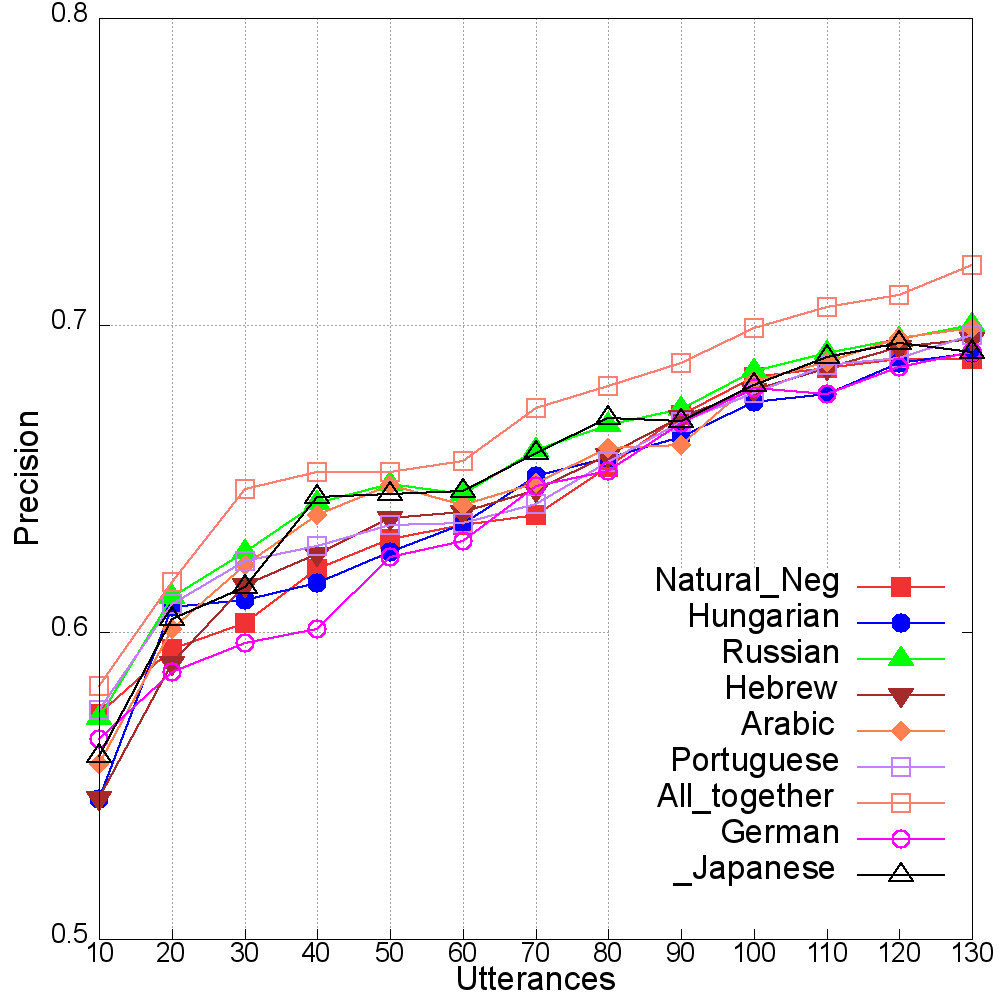 0.8
0.7
0.6
0.5
Precision
Natural_Neg
Hungarian
Russian
Hebrew
Arabic
Portuguese
All_together
German
_Japanese
10 20 30 40 50 60 70 80 90 100 110 120 130
Utterances